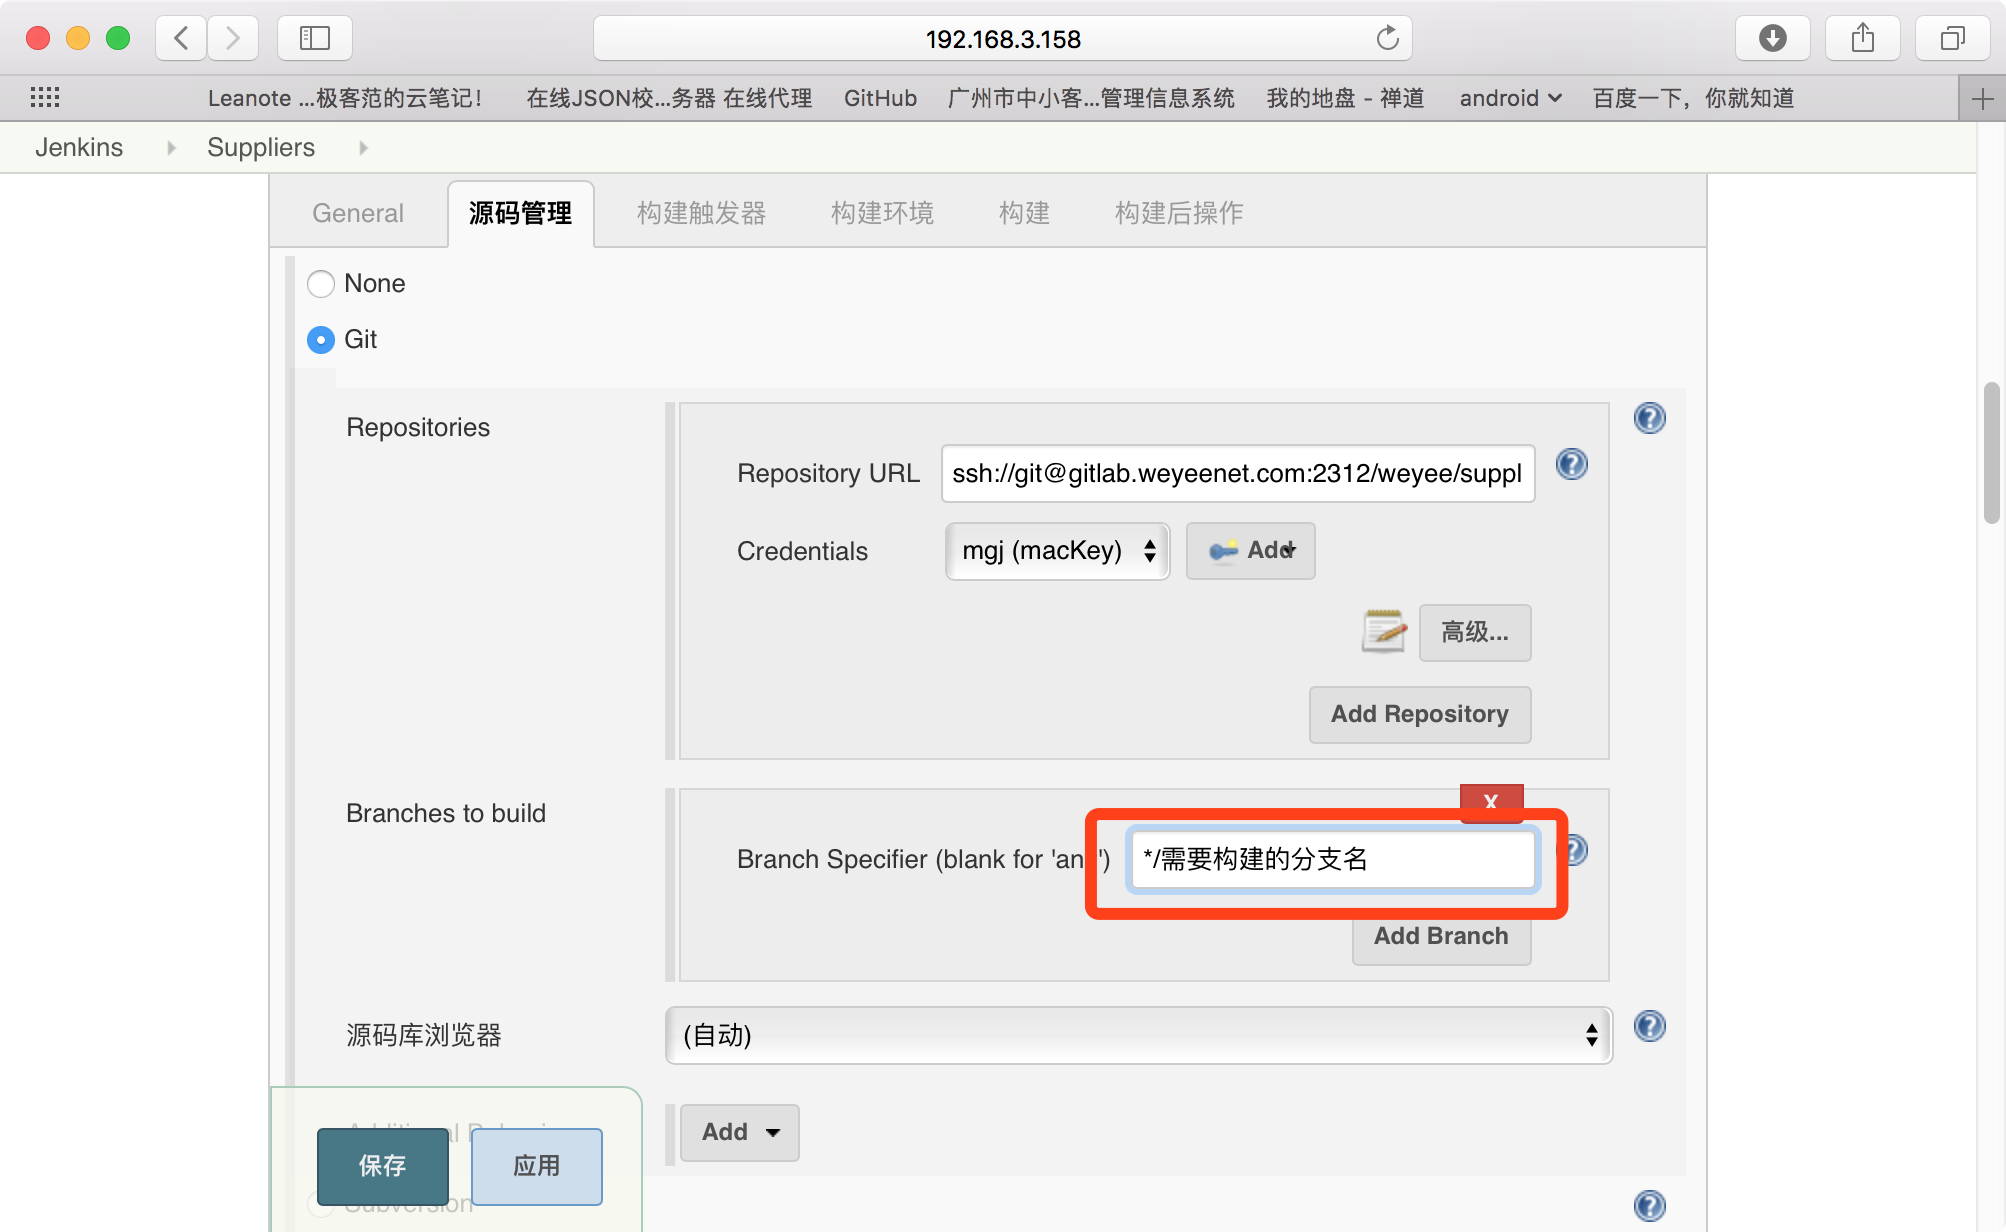 192.168.3.158
Leanote ...极客范的云笔记! 在线JSON校...务器 在线代理 GitHub 广州市中小客...管理信息系统 我的地盘 - 禅道 android 百度一下，你就知道
Jenkins Suppliers
General 源码管理 构建触发器 构建环境 构建 构建后操作
None
Git
Repositories
Repository URL ssh://git@gitlab.weyeenet.com:2312/weyee/suppl
Credentials mgj (macKey) Add
高级...
Add Repository
X
Branches to build
Branch Specifier (blank for 'an ') */需要构建的分支名
Add Branch
源码库浏览器 (自动)
Add
保存 应用
Subversion